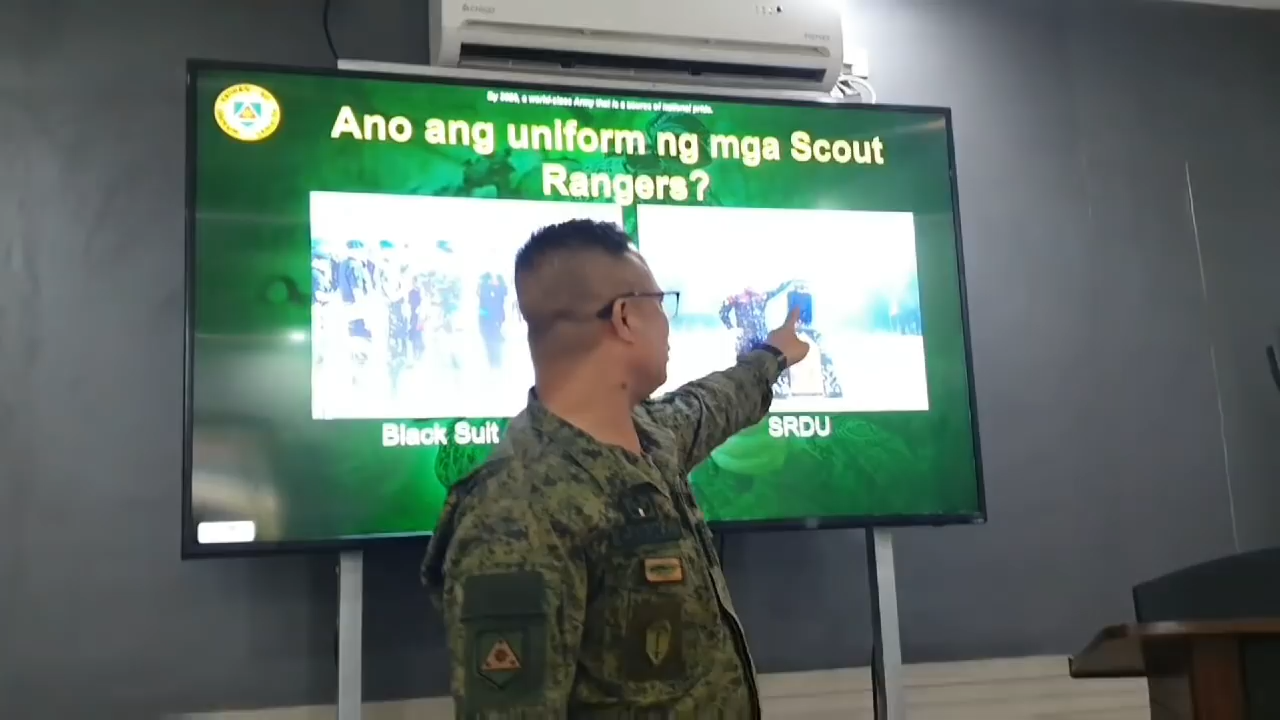 By 2028, a world-class Army that is a source of national pride.
Ano ang uniform ng mga Scout
Rangers?
Black Suit
SRDU